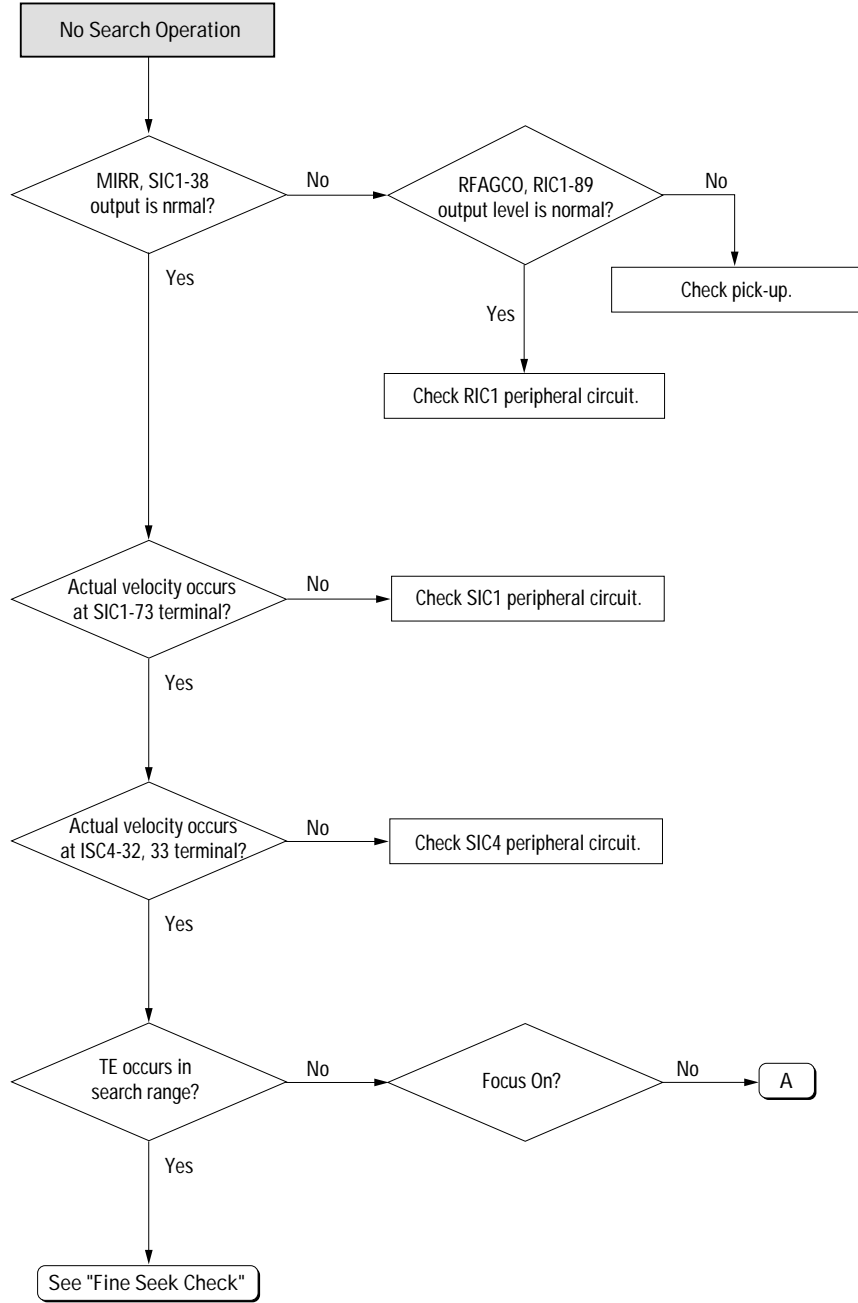 No Search Operation
MIRR, SIC1-38
output is nrmal?
No
RFAGCO, RIC1-89
output level is normal?
No
Check pick-up.
Yes
Yes
Check RIC1 peripheral circuit.
Actual velocity occurs
at SIC1-73 terminal?
No
Check SIC1 peripheral circuit.
Yes
Actual velocity occurs
at ISC4-32, 33 terminal?
No
Check SIC4 peripheral circuit.
Yes
TE occurs in
search range?
No
Focus On?
No
A
Yes
See "Fine Seek Check"